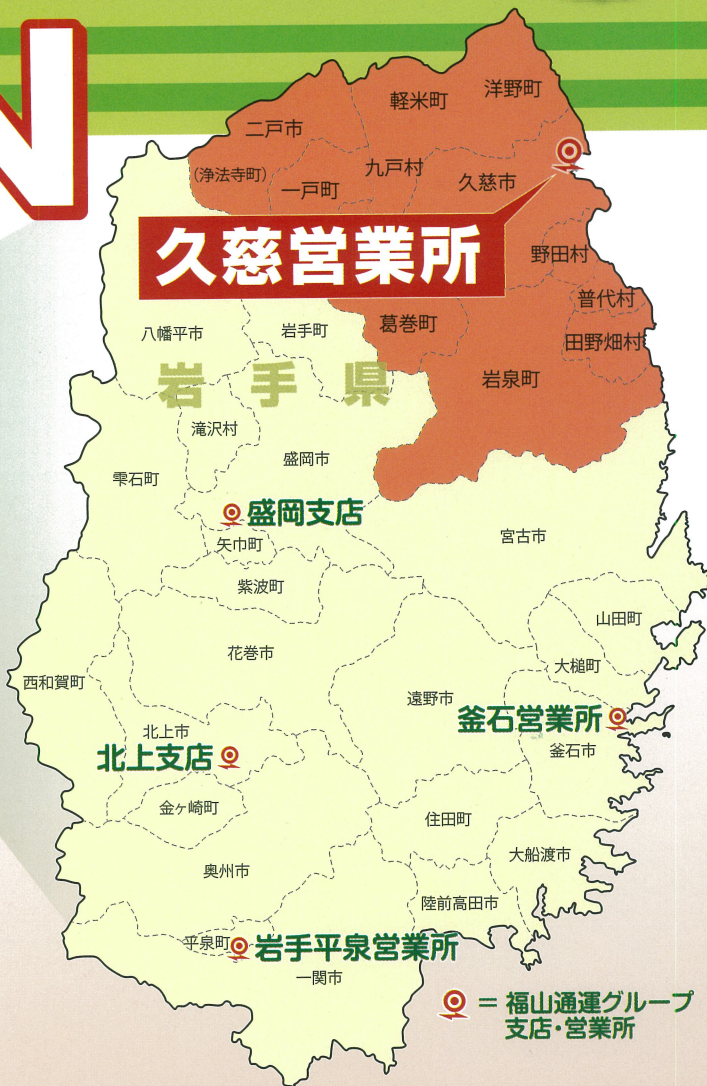 N
洋野町
軽米町
二戸市
(浄法寺町)
一戸町
九戸村
久慈市
久慈営業所
野田村
普代村
田野畑村
葛巻町
岩泉町
八幡平市
岩手町
岩手県
滝沢村
盛岡市
雫石町
盛岡支店
矢巾町
宮古市
紫波町
山田町
花巻市
大槌町
西和賀町
遠野市
釜石営業所
北上市
北上支店
釜石市
金ヶ崎町
住田町
大船渡市
奥州市
陸前高田市
平泉町
岩手平泉営業所
一関市
= 福山通運グループ
支店・営業所